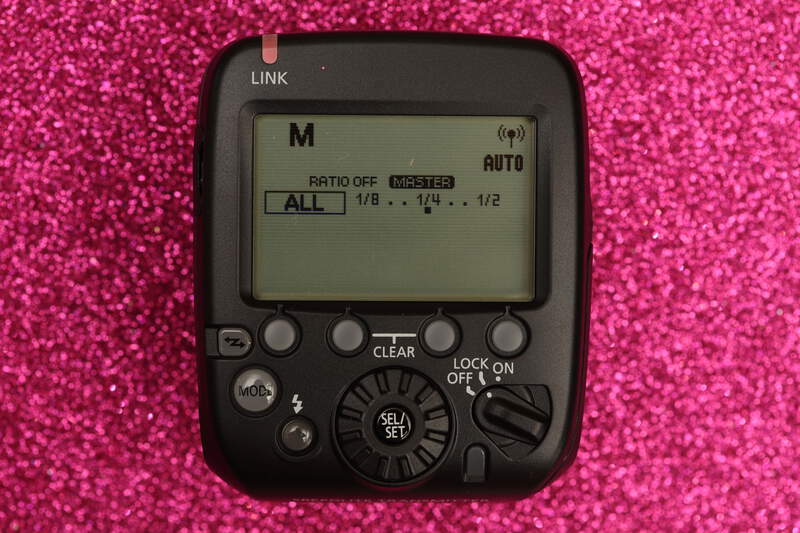 LINK
M
AUTO
RATIO OFF MASTER
ALL 1/8 .. 1/4 .. 1/2
CLEAR
LOCK
OFF ON
MODE
SEL/
SET